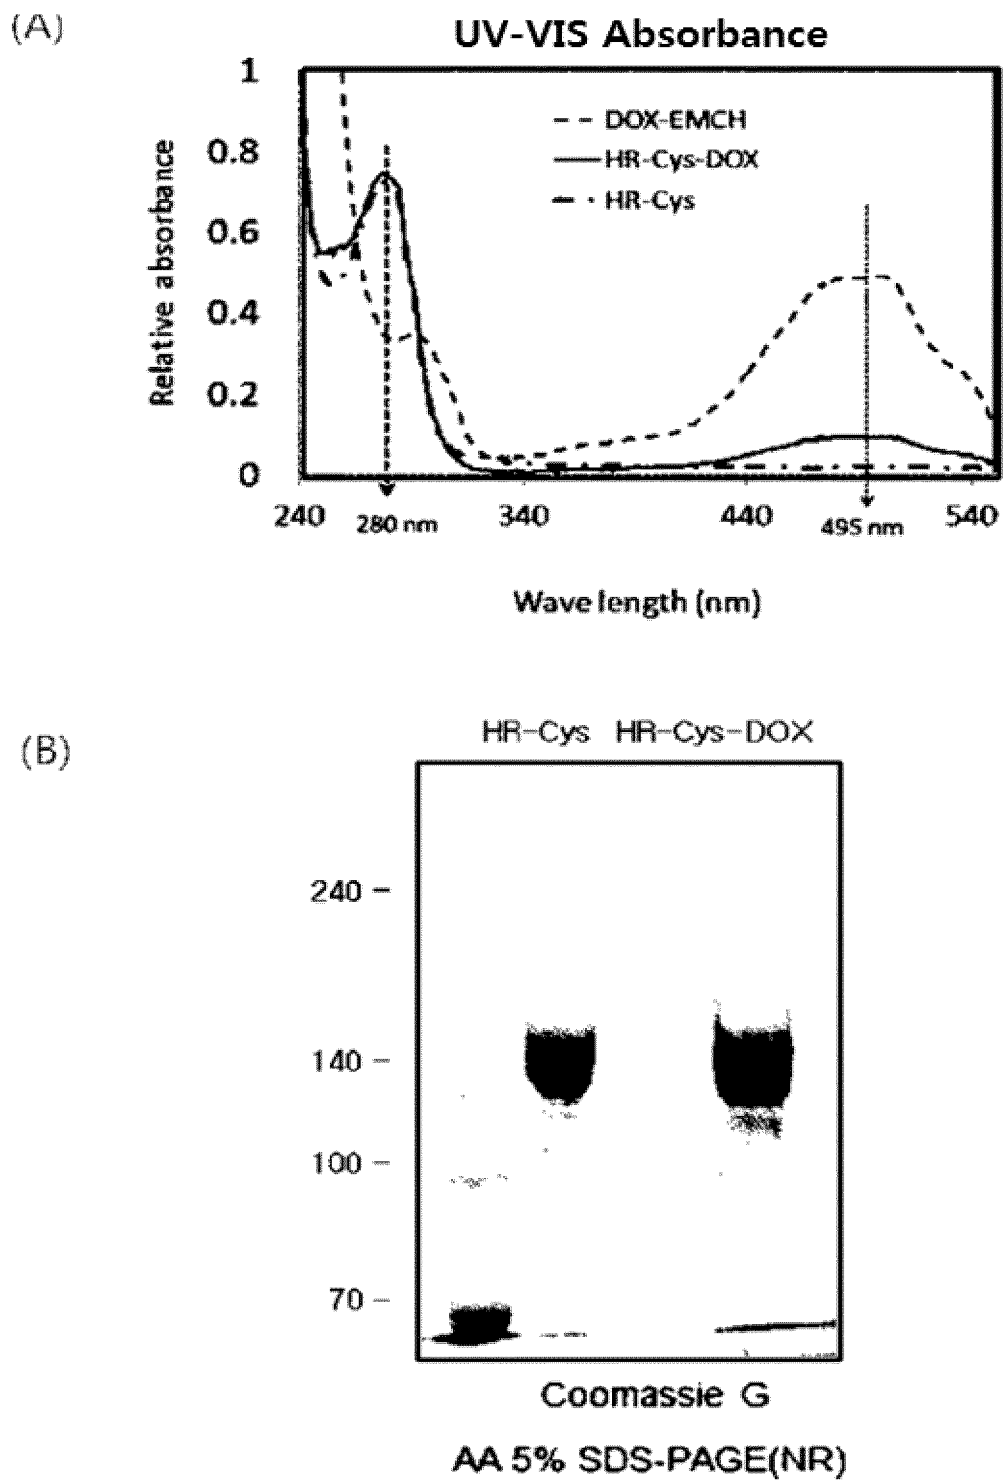 (A)
UV-VIS Absorbance
1
0.8
0.6
0.4
0.2
0
Relative absorbance
DOX-EMCH
HR-Cys-DOX
HR-Cys
240
280 nm
340
440
495 nm
540
Wave length (nm)
(B)
HR-Cys HR-Cys-DOX
240
140
100
70
Coomassie G
AA 5% SDS-PAGE(NR)